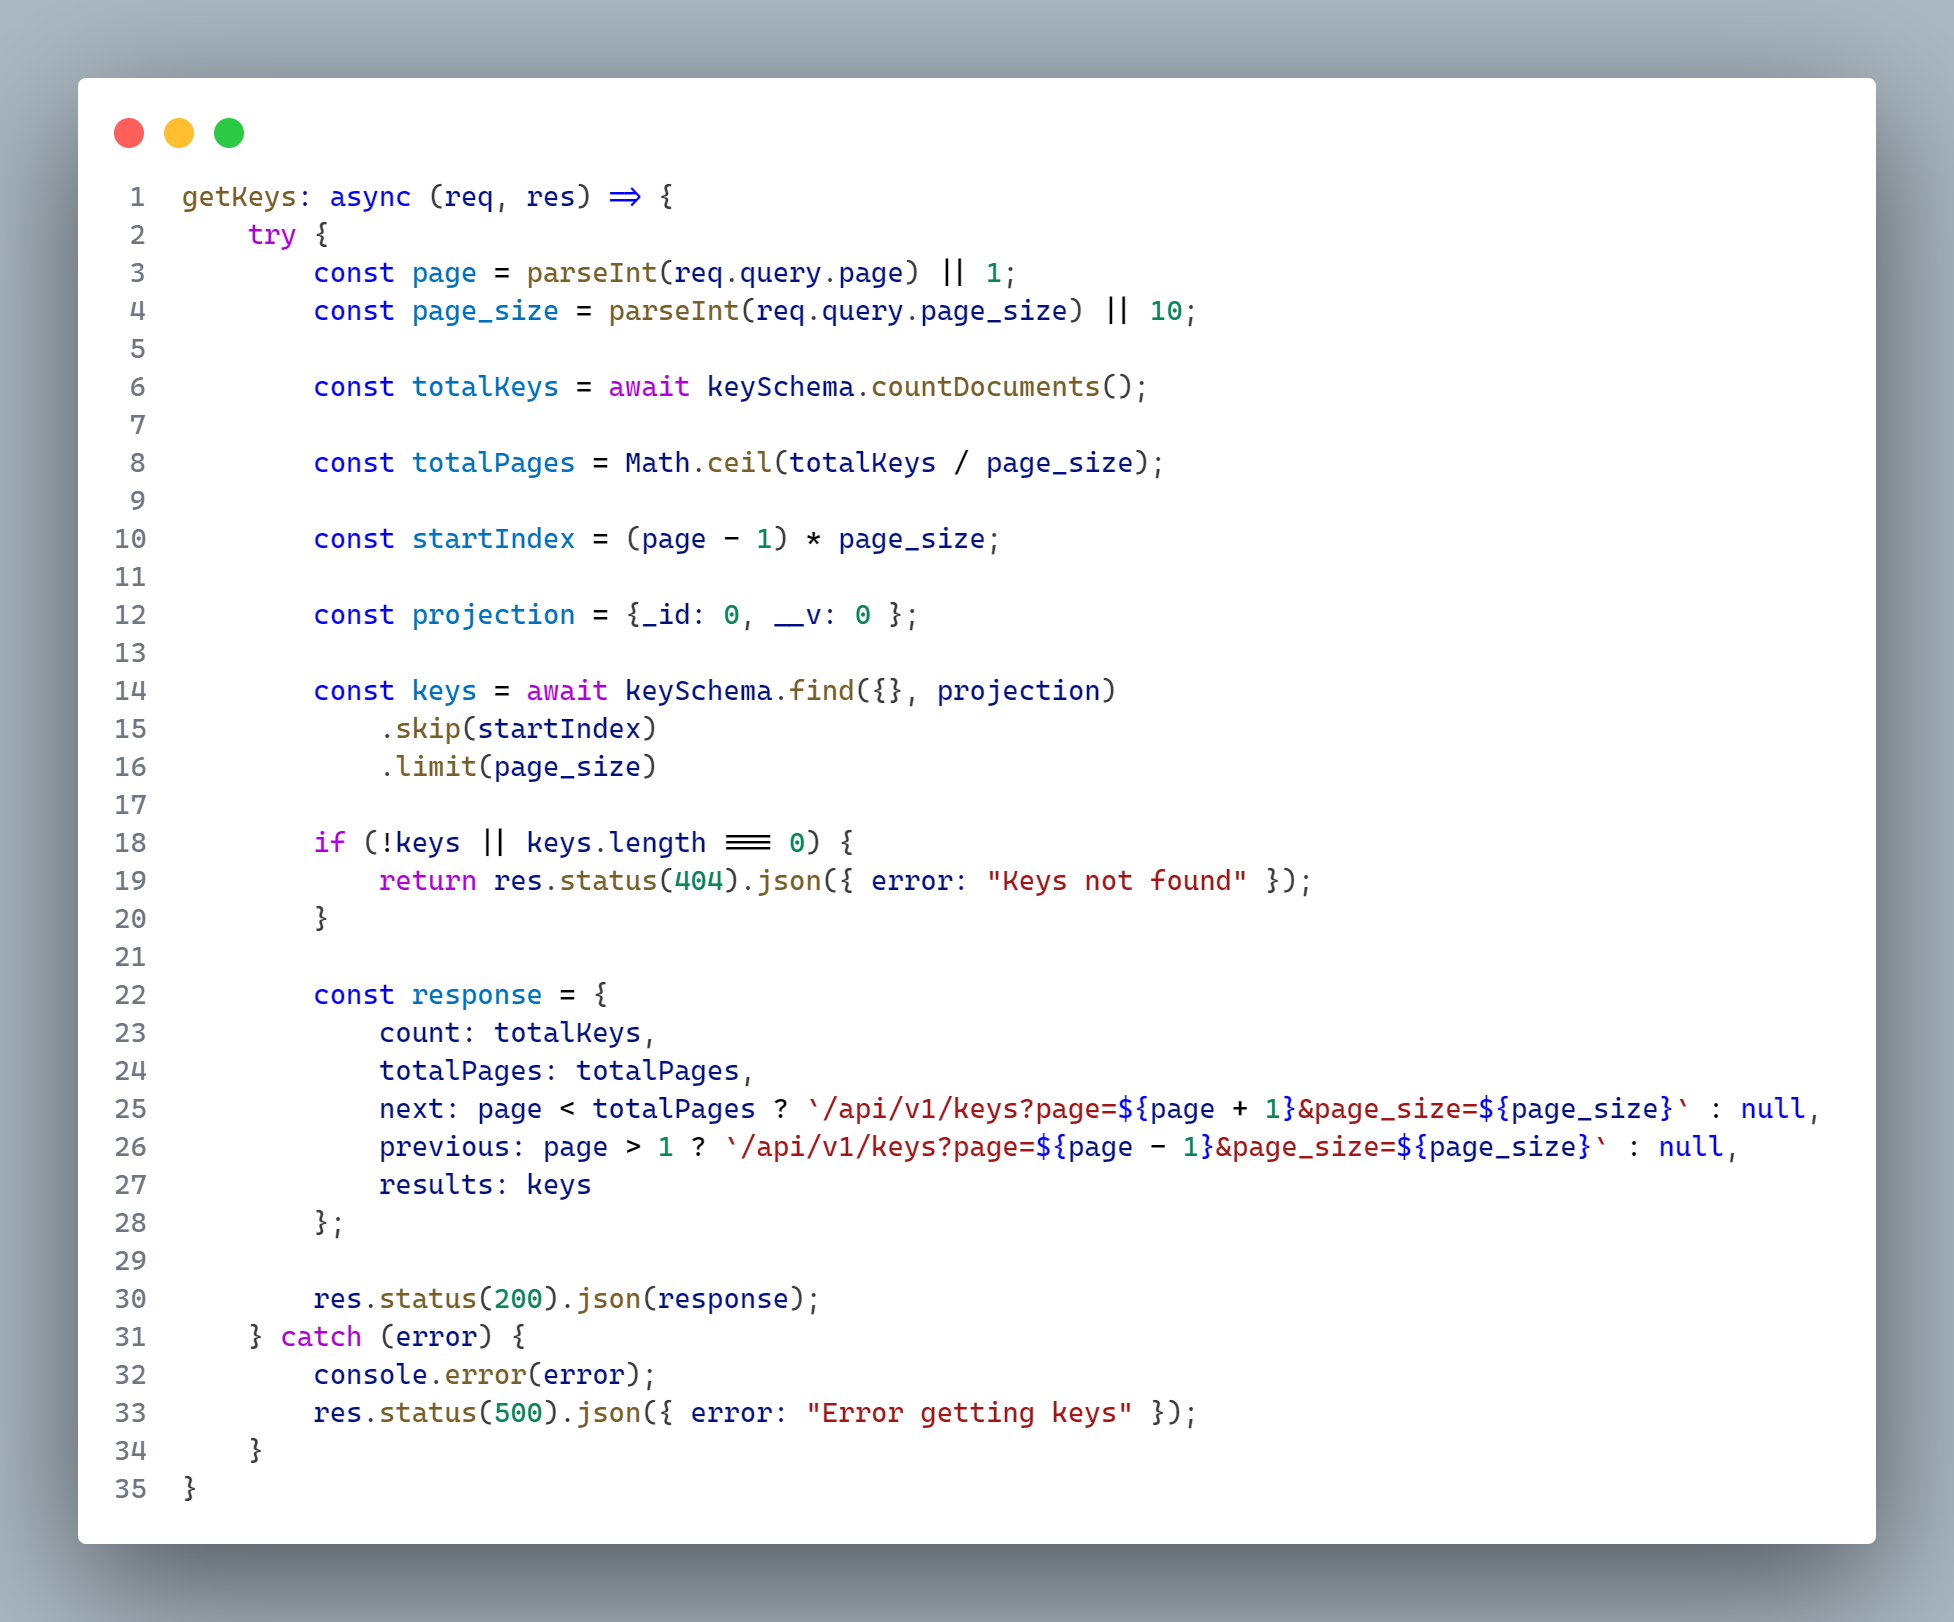 1 getKeys: async (req, res) => {
2 try {
3 const page = parseInt(req.query.page) || 1;
4 const page_size = parseInt(req.query.page_size) || 10;
5
6 const totalKeys = await keySchema.countDocuments();
7
8 const totalPages = Math.ceil(totalKeys / page_size);
9
10 const startIndex = (page - 1) * page_size;
11
12 const projection = {_id: 0, __v: 0 };
13
14 const keys = await keySchema.find({}, projection)
15 .skip(startIndex)
16 .limit(page_size)
17
18 if (!keys || keys.length === 0) {
19 return res.status(404).json({ error: "Keys not found" });
20 }
21
22 const response = {
23 count: totalKeys,
24 totalPages: totalPages,
25 next: page < totalPages ? `/api/v1/keys?page=${page + 1}&page_size=${page_size}` : null,
26 previous: page > 1 ? `/api/v1/keys?page=${page - 1}&page_size=${page_size}` : null,
27 results: keys
28 };
29
30 res.status(200).json(response);
31 } catch (error) {
32 console.error(error);
33 res.status(500).json({ error: "Error getting keys" });
34 }
35 }